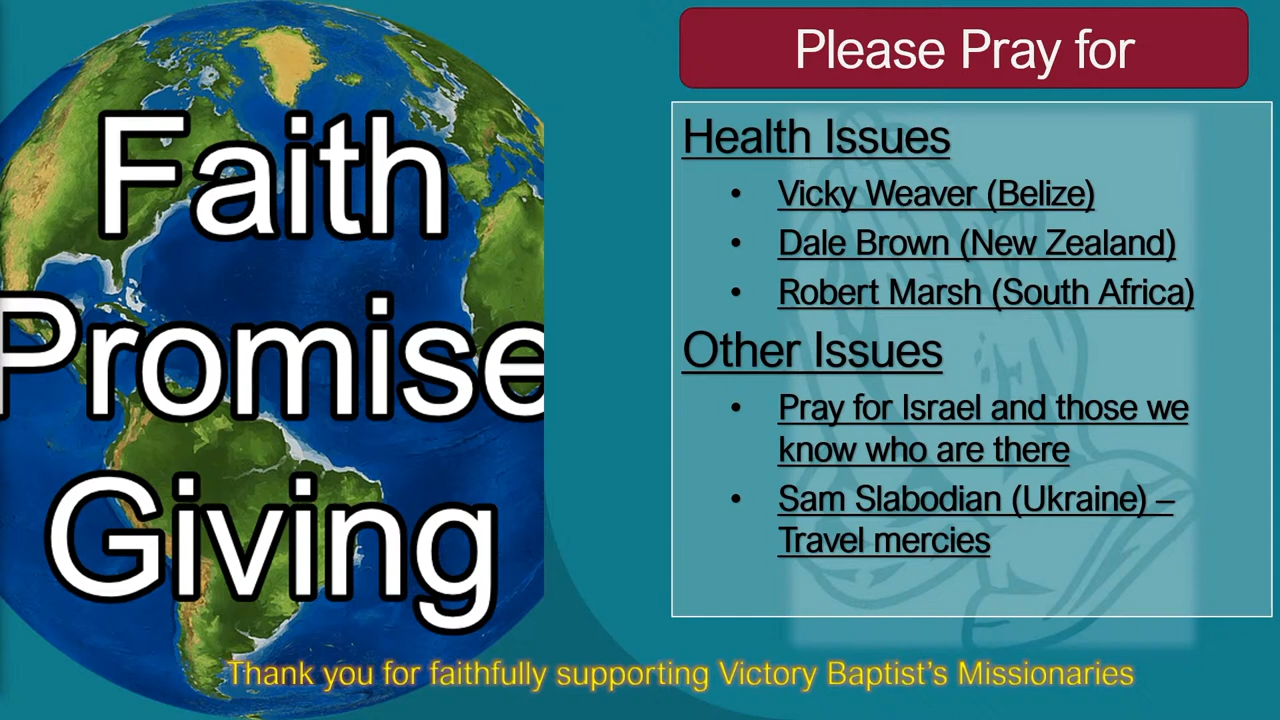 Faith
Promise
Giving
Please Pray for
Health Issues
• Vicky Weaver (Belize)
• Dale Brown (New Zealand)
• Robert Marsh (South Africa)
Other Issues
• Pray for Israel and those we
know who are there
• Sam Slabodian (Ukraine) –
Travel mercies
Thank you for faithfully supporting Victory Baptist’s Missionaries